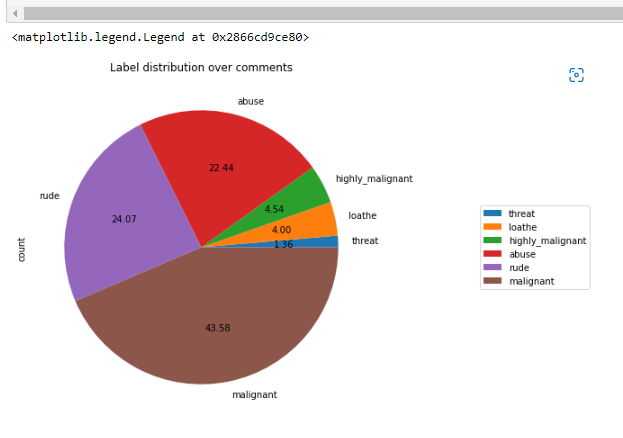 <matplotlib.legend.Legend at 0x2866cd9ce80>
Label distribution over comments
abuse
22.44
highly_malignant
rude
4.54
24.07
loathe
4.00
threat
1.36
count
43.58
malignant
threat
loathe
highly_malignant
abuse
rude
malignant